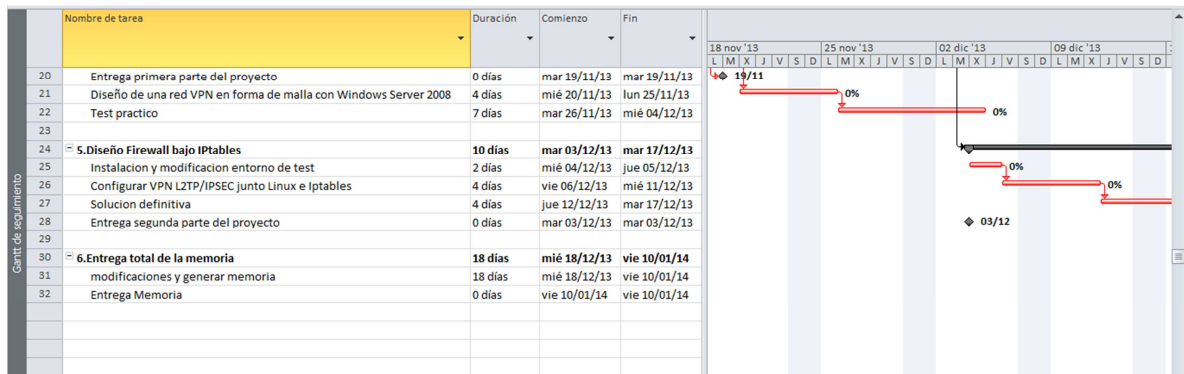 Nombre de tarea Duración Comienzo Fin
18 nov '13 25 nov '13 02 dic '13 09 dic '13
L M X J V S D L M X J V S D L M X J V S D L M X J V S D
20 Entrega primera parte del proyecto 0 días mar 19/11/13 mar 19/11/13 19/11
21 Diseño de una red VPN en forma de malla con Windows Server 2008 4 días mié 20/11/13 lun 25/11/13 0%
22 Test practico 7 días mar 26/11/13 mié 04/12/13 0%
23
24 5.Diseño Firewall bajo IPtables 10 días mar 03/12/13 mar 17/12/13
25 Instalacion y modificacion entorno de test 2 días mié 04/12/13 jue 05/12/13 0%
26 Configurar VPN L2TP/IPSEC junto Linux e Iptables 4 días vie 06/12/13 mié 11/12/13 0%
27 Solucion definitiva 4 días jue 12/12/13 mar 17/12/13
28 Entrega segunda parte del proyecto 0 días mar 03/12/13 mar 03/12/13 03/12
29
30 6.Entrega total de la memoria 18 días mié 18/12/13 vie 10/01/14
31 modificaciones y generar memoria 18 días mié 18/12/13 vie 10/01/14
32 Entrega Memoria 0 días vie 10/01/14 vie 10/01/14
Gantt de seguimiento